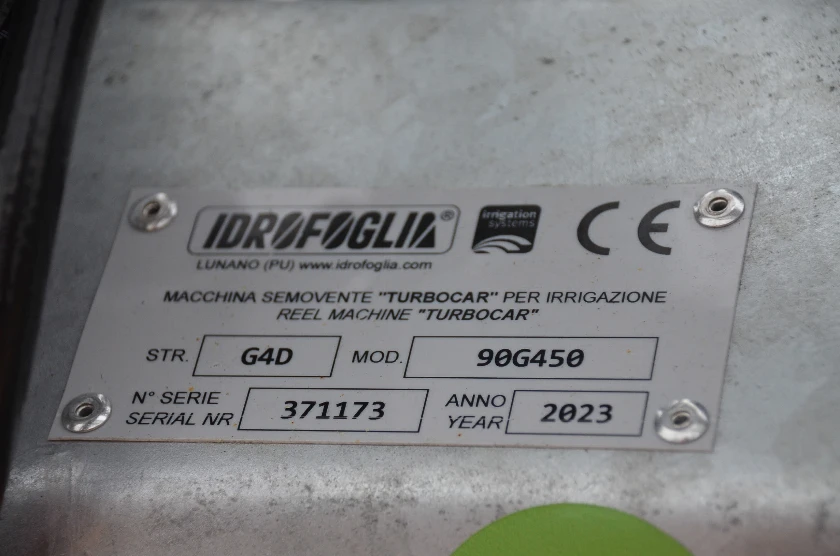 IDROFOGLIA®
irrigation
systems
CE
LUNANO (PU) www.idrofoglia.com
MACCHINA SEMOVENTE "TURBOCAR" PER IRRIGAZIONE
REEL MACHINE "TURBOCAR"
STR. G4D MOD. 90G450
N° SERIE
SERIAL NR 371173
ANNO
YEAR 2023